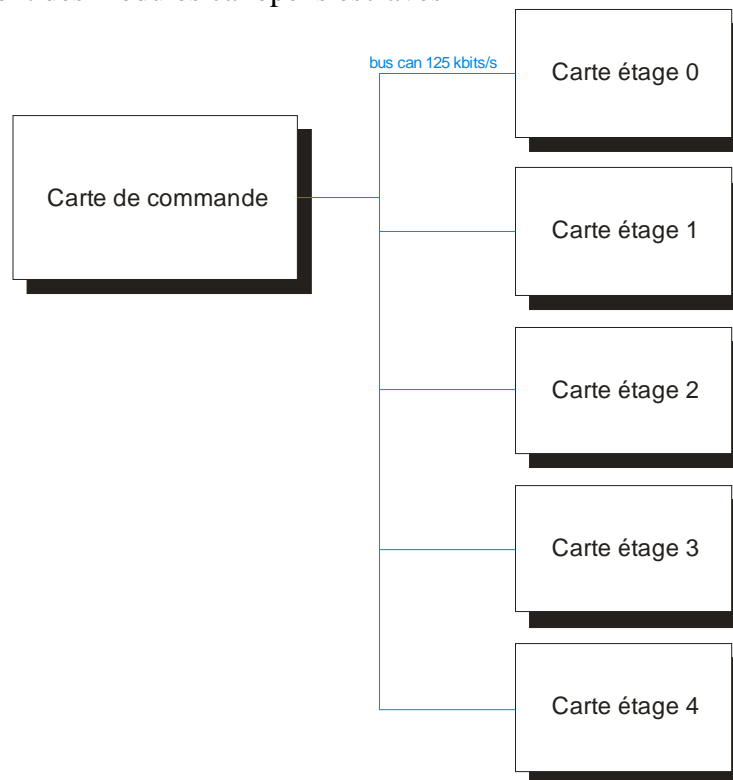 bus can 125 kbits/s
Carte étage 0
Carte de commande
Carte étage 1
Carte étage 2
Carte étage 3
Carte étage 4